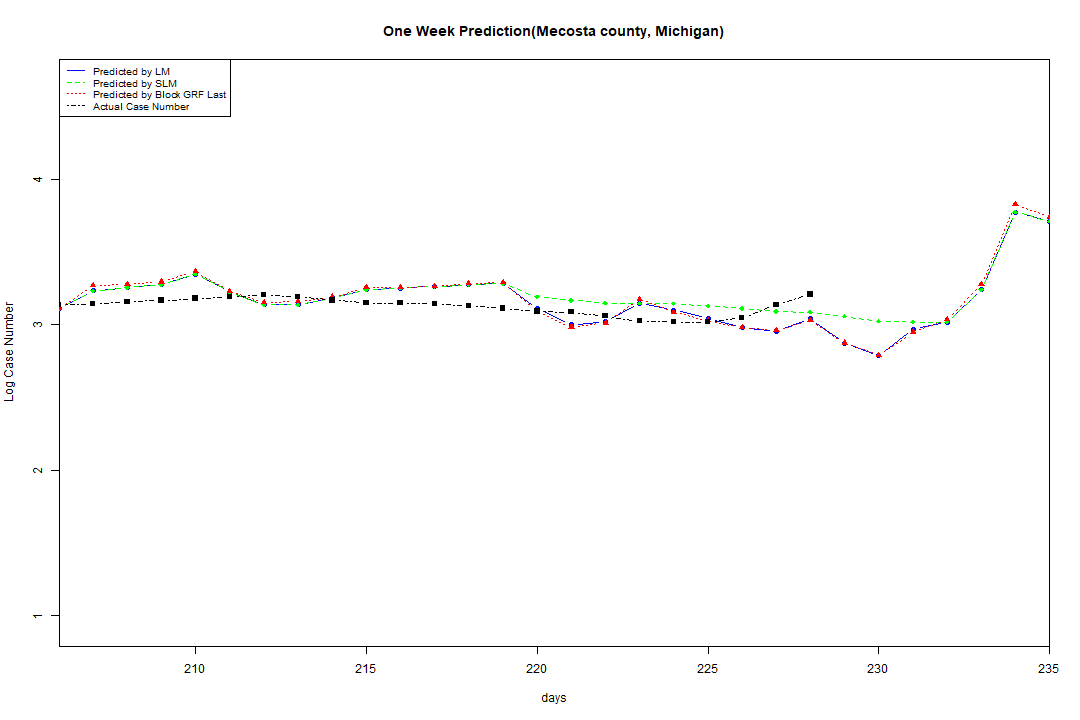 One Week Prediction(Mecosta county, Michigan)
Predicted by LM
Predicted by SLM
Predicted by Block GRF Last
Actual Case Number
4
3
2
1
Log Case Number
210 215 220 225 230 235
days